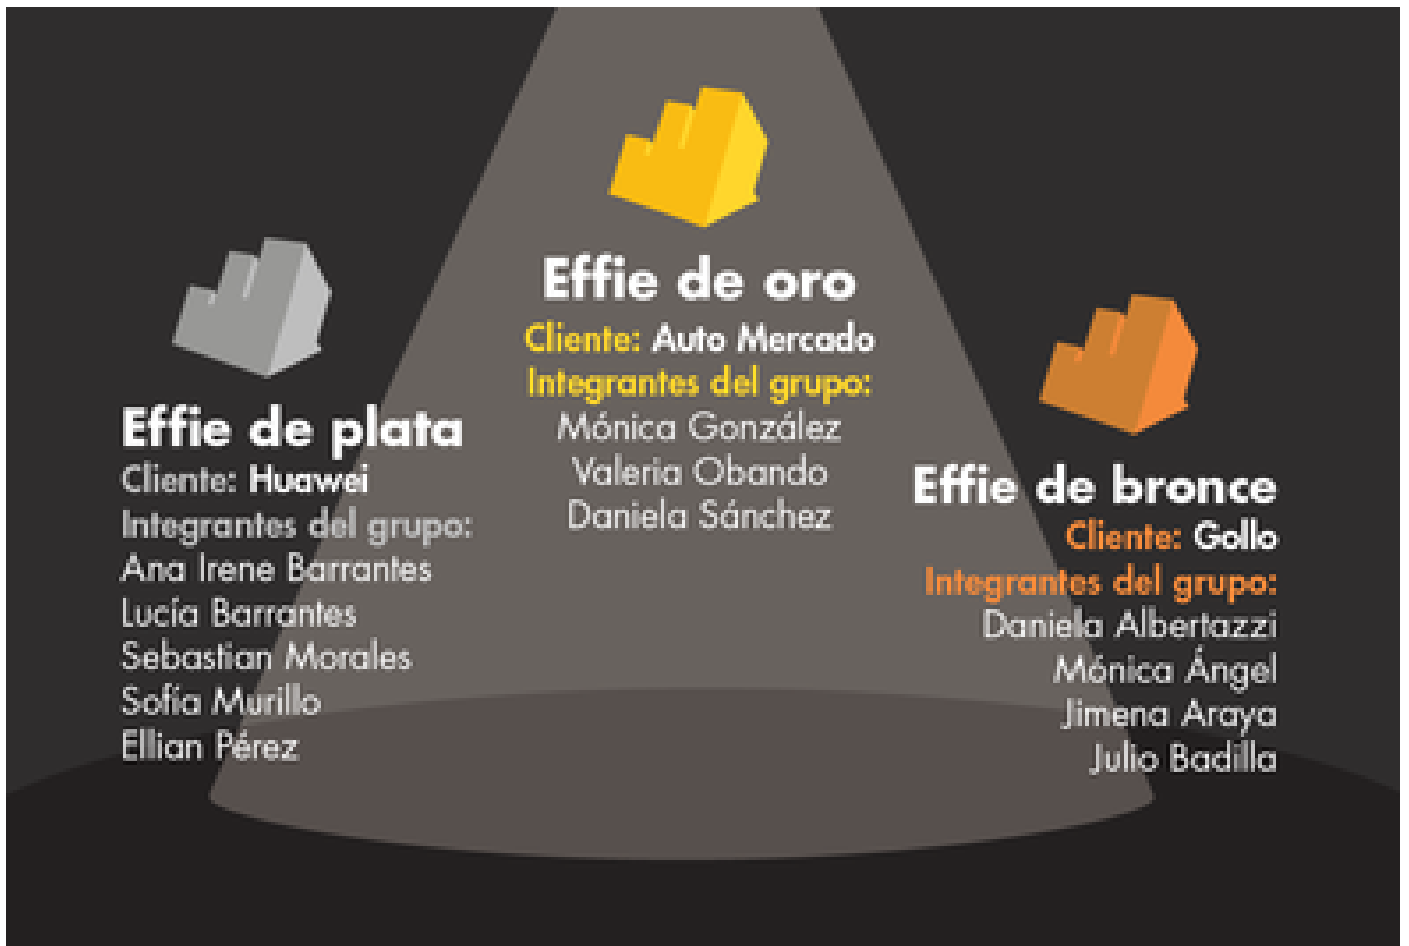 Effie de oro
Cliente: Auto Mercado
Integrantes del grupo:
Mónica González
Valeria Obando
Daniela Sánchez
Effie de plata
Cliente: Huawei
Integrantes del grupo:
Ana Irene Barrantes
Lucía Barrantes
Sebastian Morales
Sofía Murillo
Ellian Pérez
Effie de bronce
Cliente: Gollo
Integrantes del grupo:
Daniela Albertazzi
Mónica Ángel
Jimena Araya
Julio Badilla